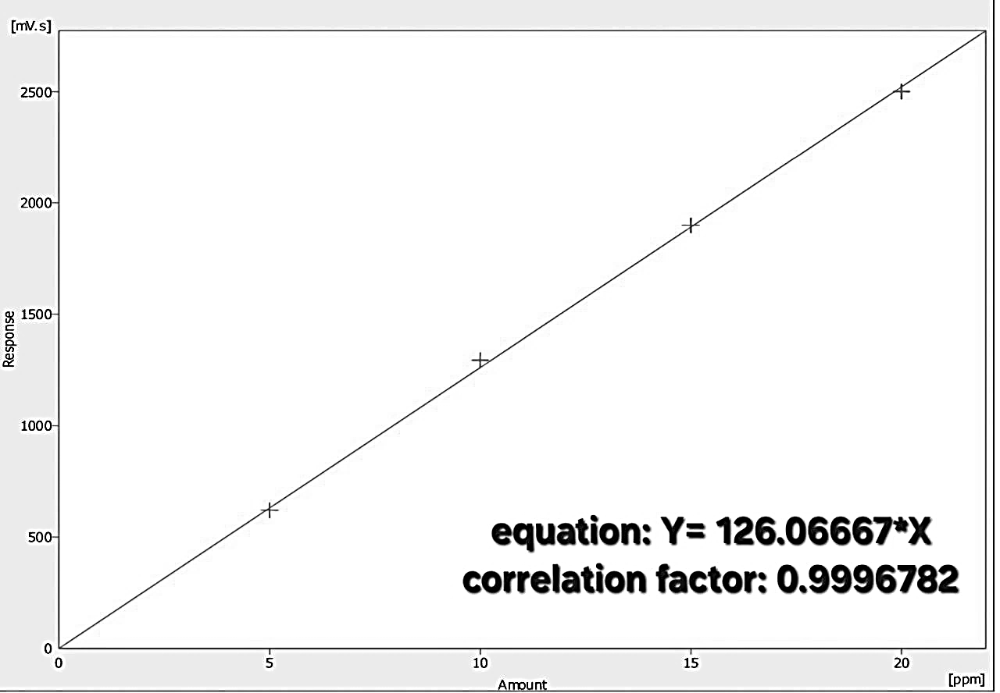 [mV.s]
2500
2000
1500
Response
1000
500
equation: Y= 126.06667*X
correlation factor: 0.9996782
0
0 5 10 15 20
Amount [ppm]